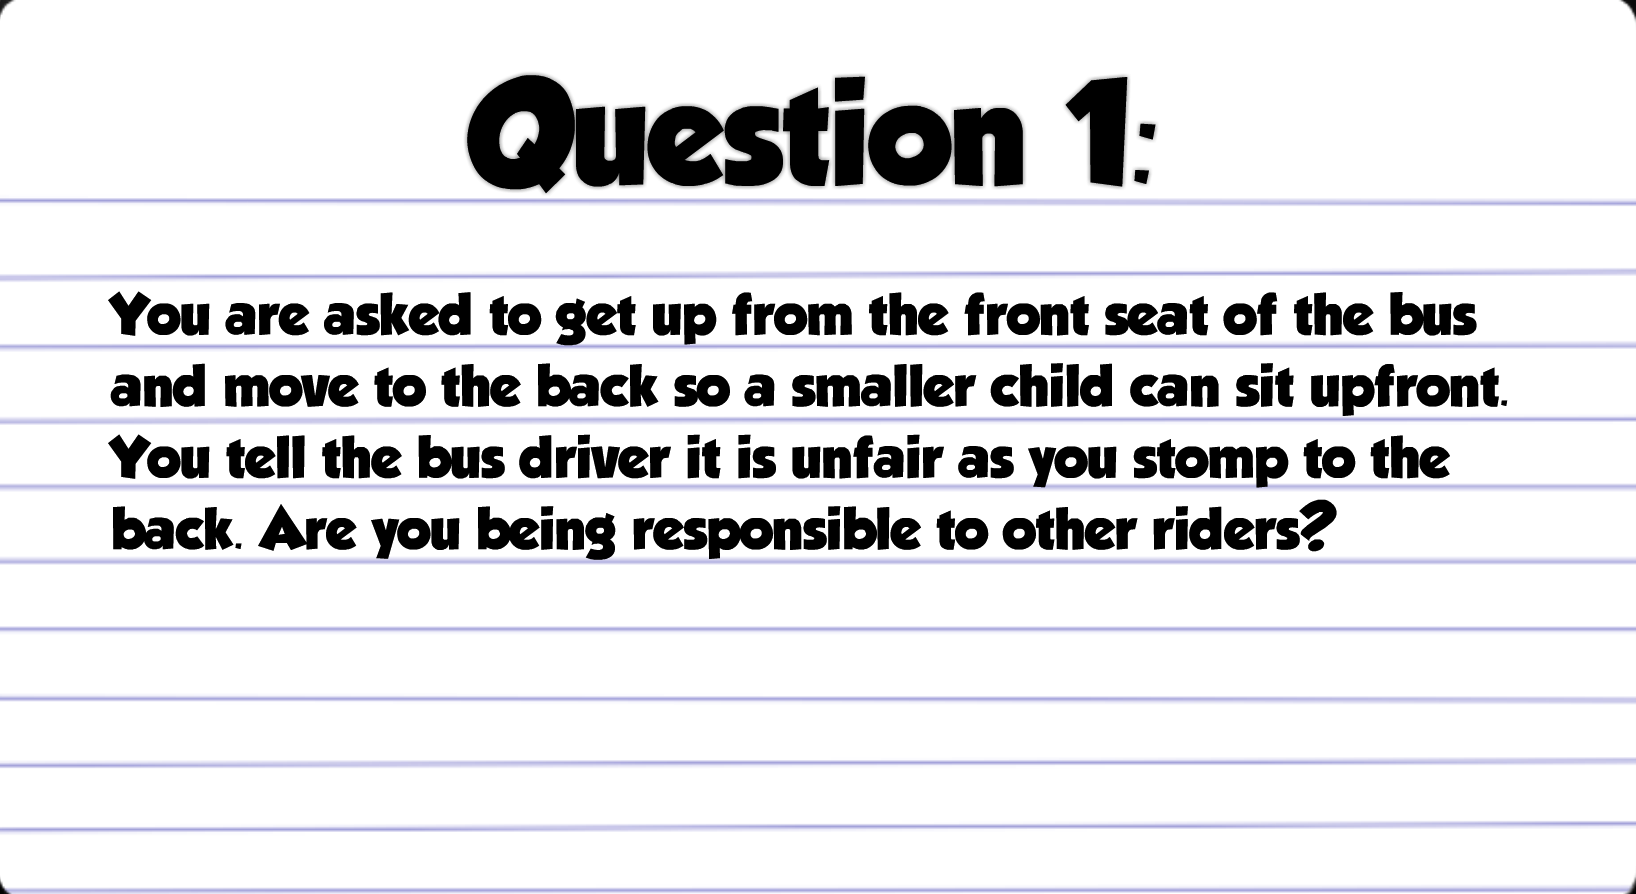 Question 1:
You are asked to get up from the front seat of the bus
and move to the back so a smaller child can sit upfront.
You tell the bus driver it is unfair as you stomp to the
back. Are you being responsible to other riders?